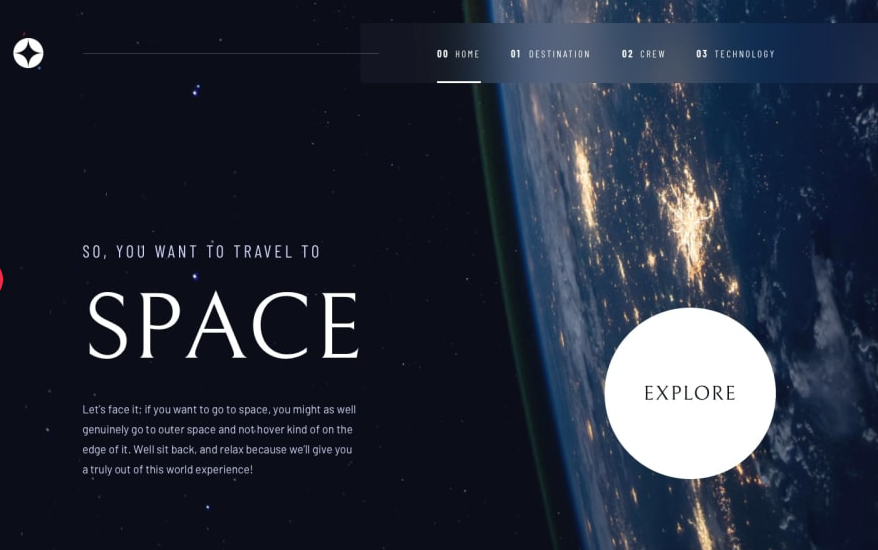 00 HOME 01 DESTINATION 02 CREW 03 TECHNOLOGY
SO, YOU WANT TO TRAVEL TO
SPACE
Let's face it; if you want to go to space, you might as well
genuinely go to outer space and not hover kind of on the
edge of it. Well sit back, and relax because we'll give you
a truly out of this world experience!
EXPLORE